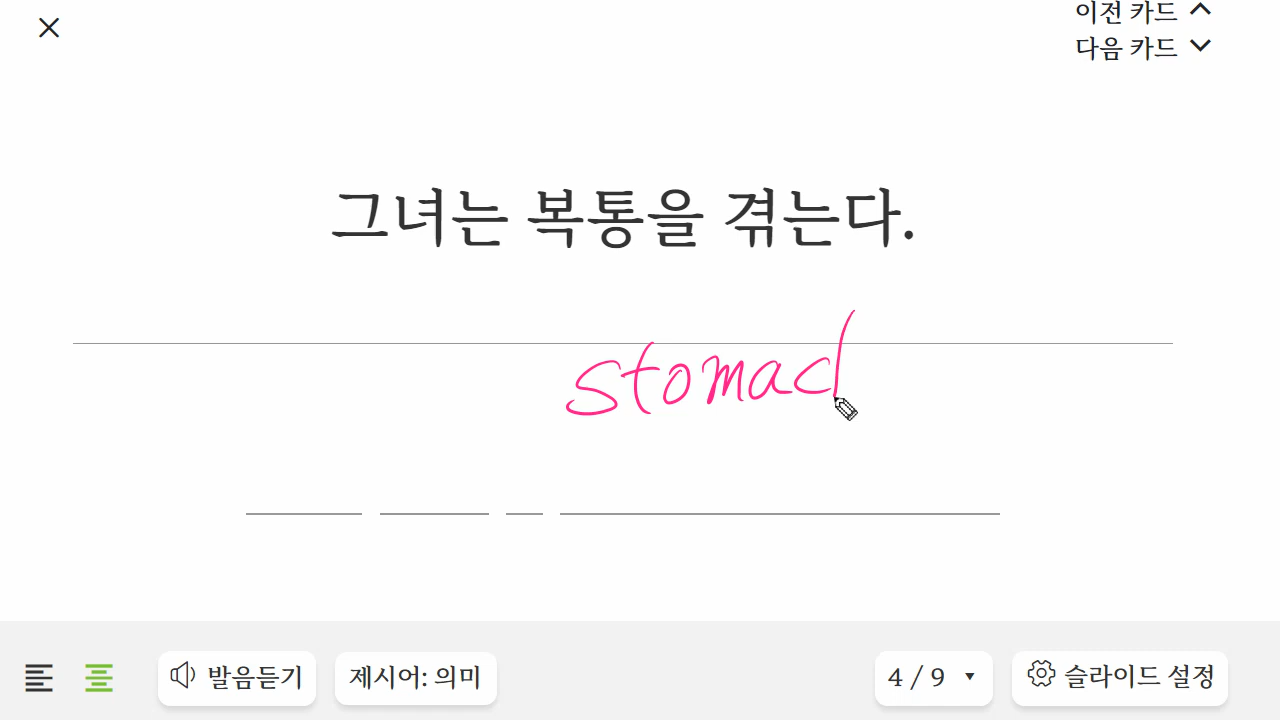 이전 카드
다음 카드
그녀는 복통을 겪는다.
stomacl
발음듣기
제시어: 의미
4 / 9
슬라이드 설정